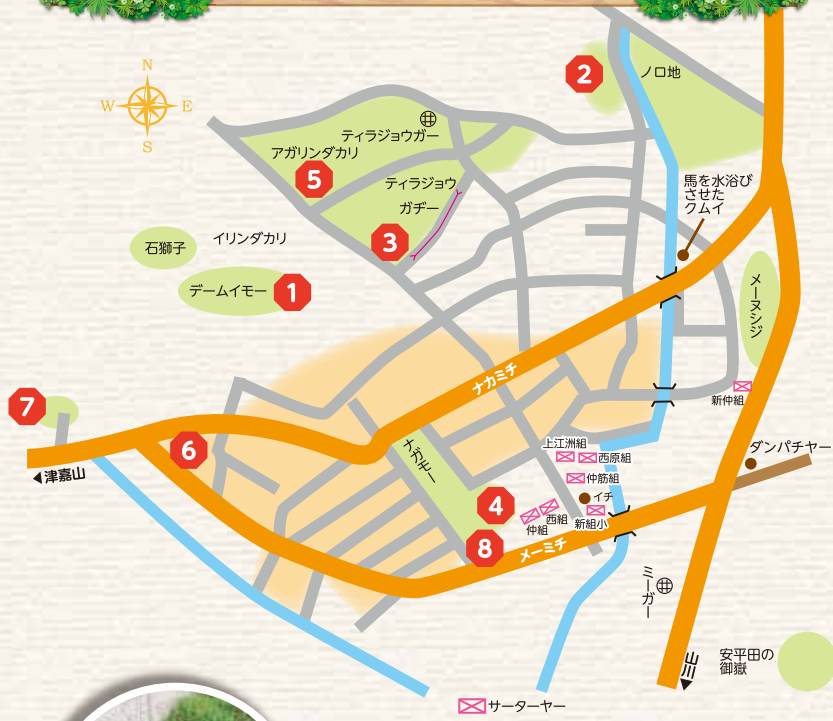 N
W
E
S
2
ノロ地
ティラジョウガー
アガリンダカリ
5
ティラジョウ
ガヂー
馬を水浴び
させた
クムイ
3
イリンダカリ
石獅子
デームイモー
1
メーヌシジ
ナカミチ
新仲組
7
6
ナガモー
上江洲組
西原組
ダンパチヤー
津嘉山
仲筋組
4
イチ
西組
仲組
新組小
8
メーミチ
ミーガー
安平田の
御嶽
サーターヤー